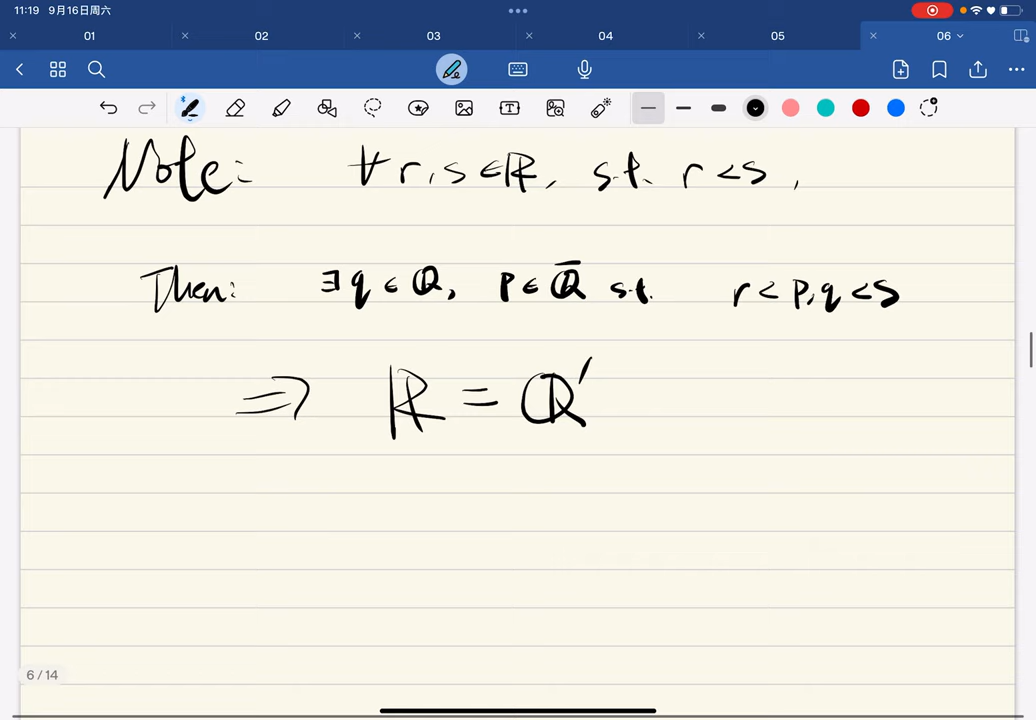 11:19 9月16日周六
01 02 03 04 05 06
Note: ∀ r, s ∈ ℝ, s.t. r < s,
Then: ∃ q ∈ ℚ, p ∈ ℚ̄ s.t. r < p, q < s
⇒ ℝ = ℚ′
6 / 14